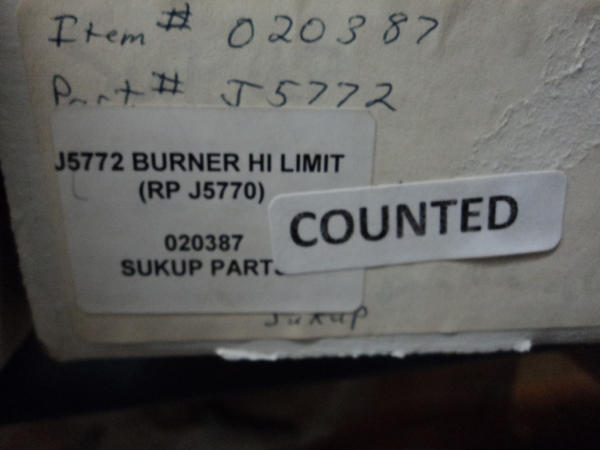 Item # 020387
Part # J5772
J5772 BURNER HI LIMIT
(RP J5770)
020387
SUKUP PARTS
COUNTED
Sukup